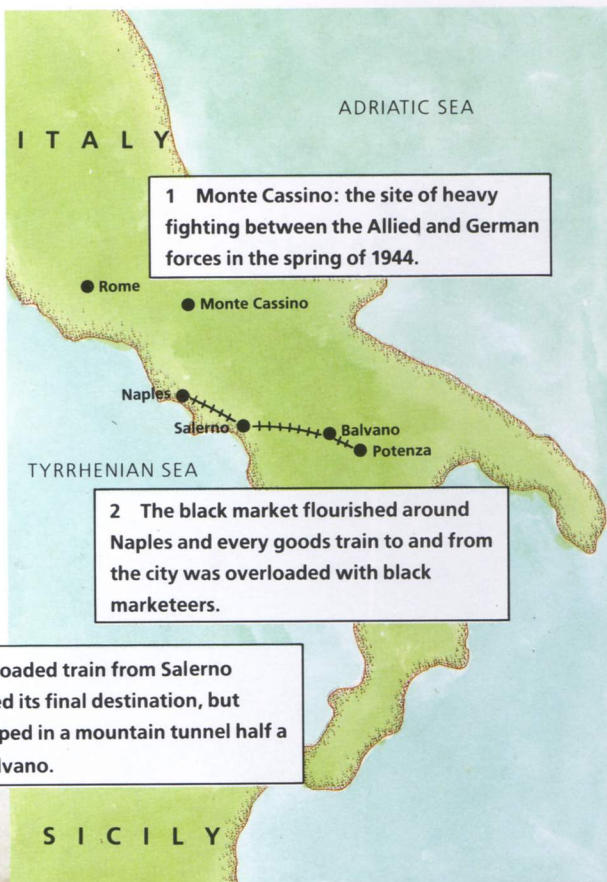 ADRIATIC SEA
I T A L Y
1 Monte Cassino: the site of heavy
fighting between the Allied and German
forces in the spring of 1944.
Rome
Monte Cassino
Naples
Salerno
Balvano
Potenza
TYRRHENIAN SEA
2 The black market flourished around
Naples and every goods train to and from
the city was overloaded with black
marketeers.
loaded train from Salerno
ed its final destination, but
ped in a mountain tunnel half a
lvano.
S I C I L Y